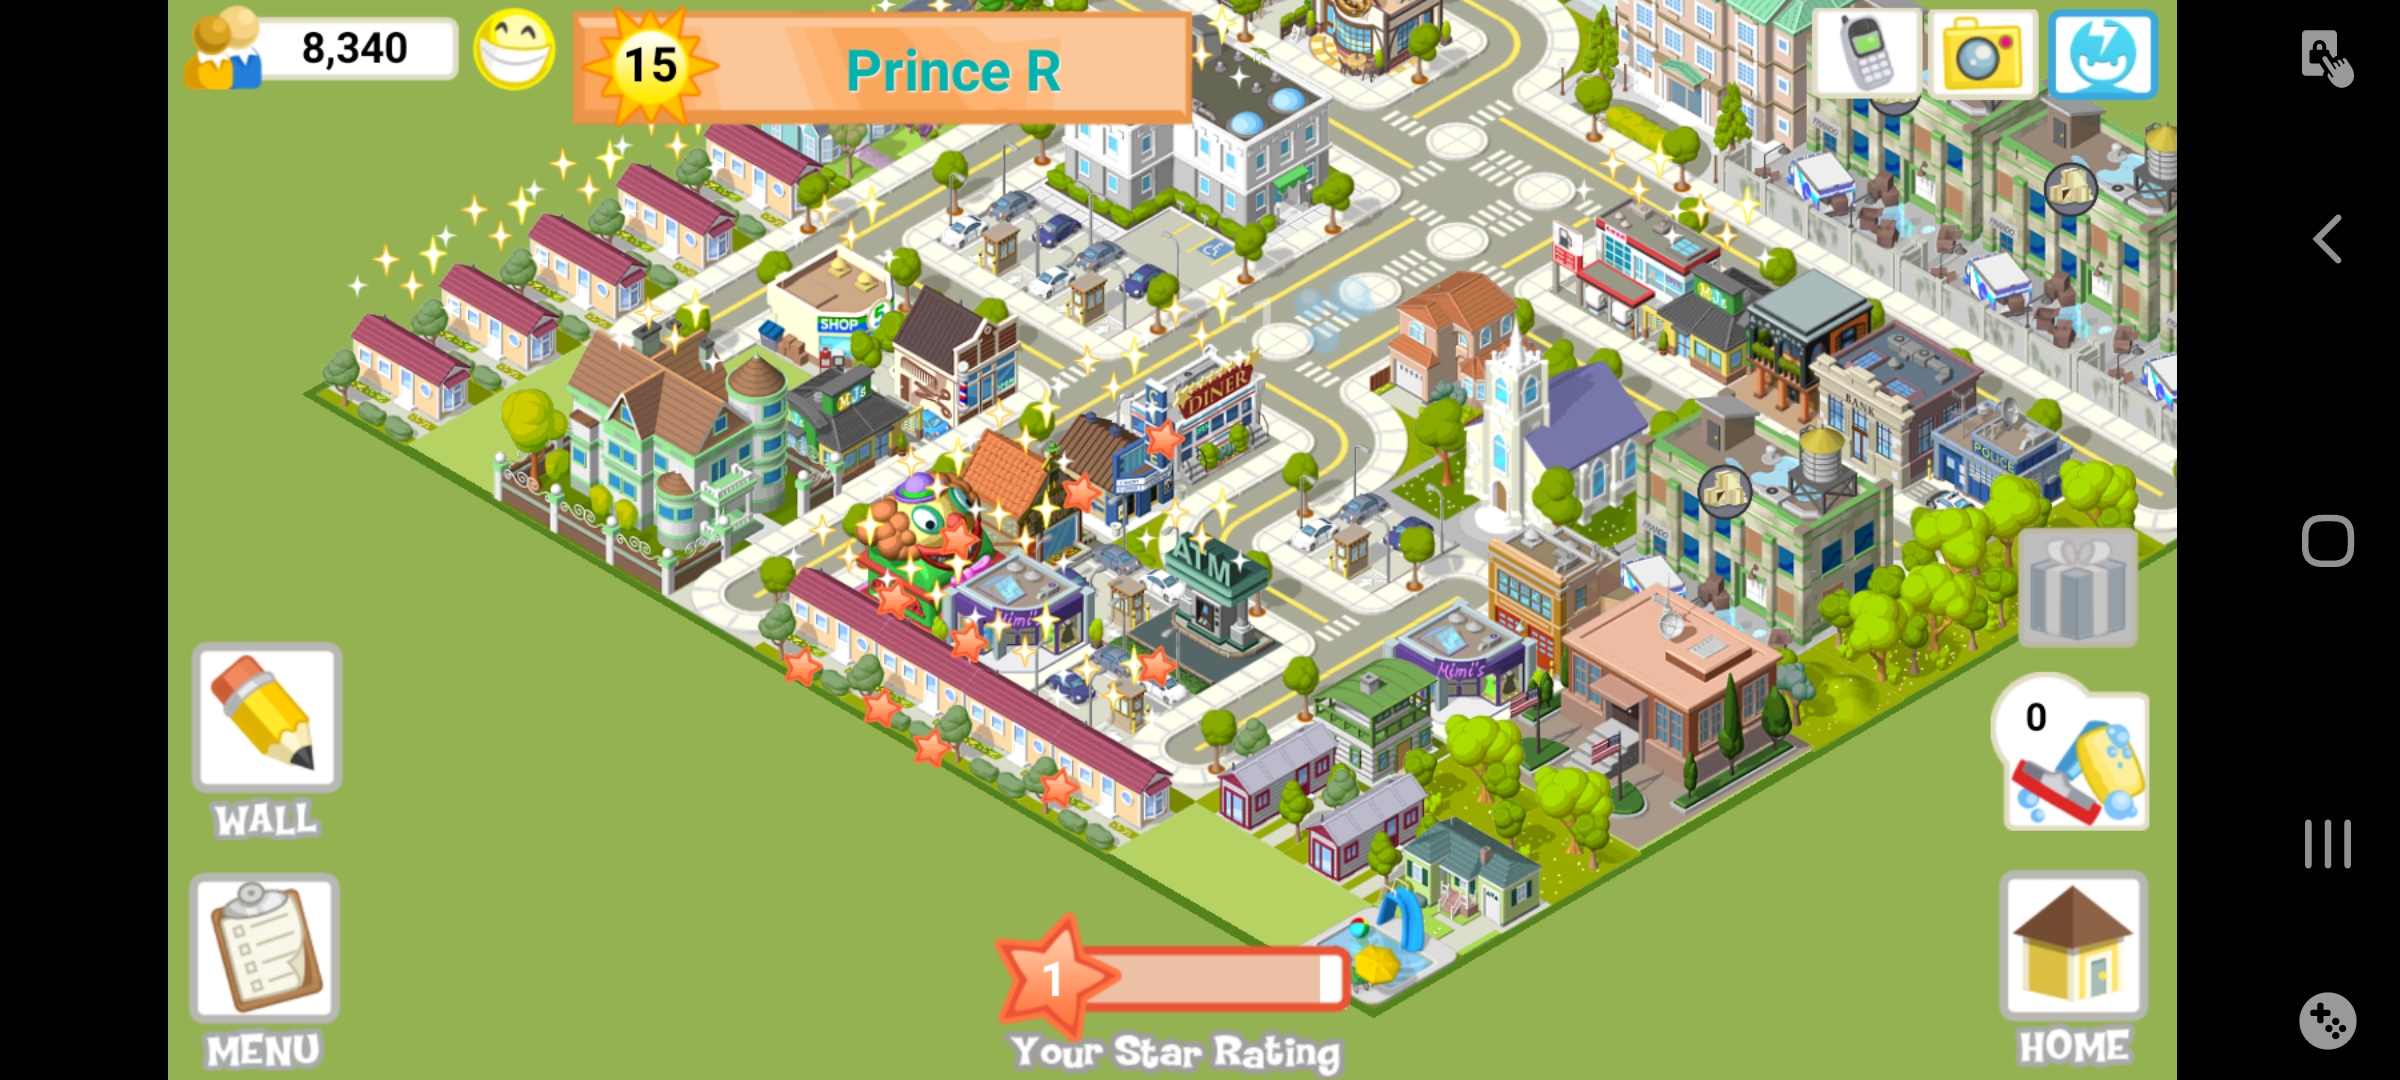 8,340
15
Prince R
SHOP
5
M.J.'s
M.J.'s
DINER
BANK
POLICE
ATM
Mimi's
Mimi's
0
WALL
MENU
1
Your Star Rating
HOME